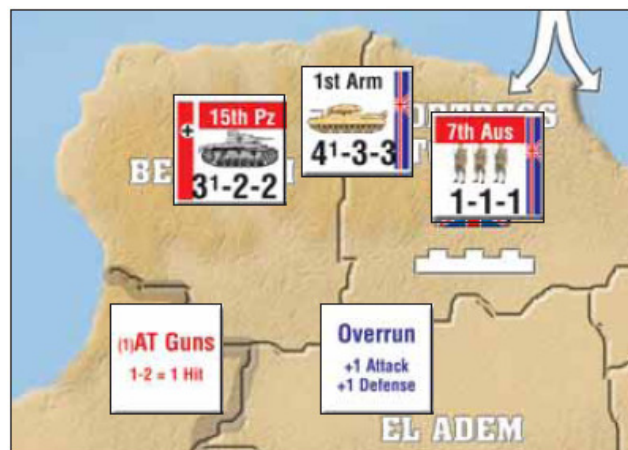 15th Pz
3¹-2-2
1st Arm
4¹-3-3
7th Aus
1-1-1
(1)AT Guns
1-2 = 1 Hit
Overrun
+1 Attack
+1 Defense
EL ADEM